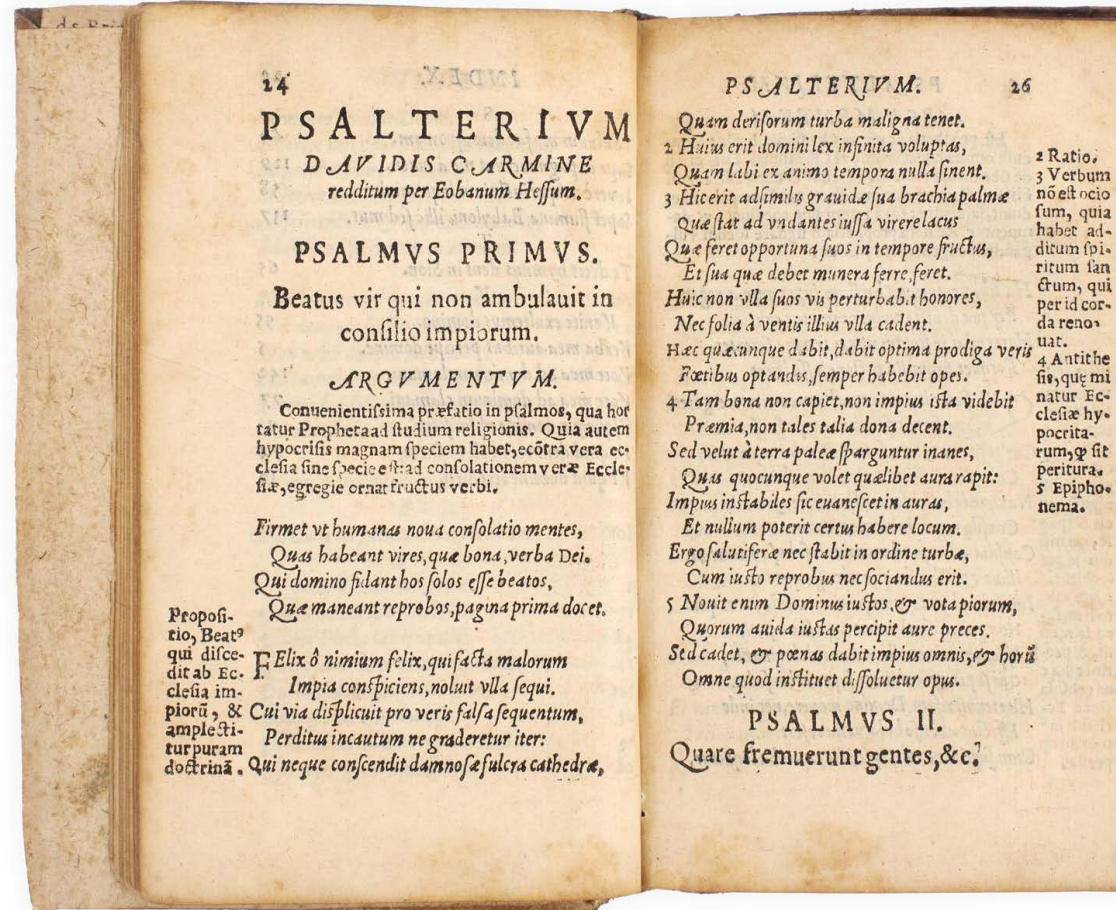 24
PSALTERIVM
DAVIDIS CARMINE
redditum per Eobanum Hessum.
PSALMVS PRIMVS.
Beatus vir qui non ambulauit in
consilio impiorum.
ARGVMENTVM.
Conuenientissima præfatio in psalmos, qua hor
tatur Propheta ad studium religionis. Quia autem
hypocrisis magnam speciem habet, ecõtra vera ec-
clesia sine specie est: ad consolationem veræ Eccle-
siæ, egregie ornat fructus verbi.
Firmet vt humanas noua consolatio mentes,
Quas habeant vires, quæ bona, verba Dei.
Qui domino fidant hos solos esse beatos,
Quæ maneant reprobos, pagina prima docet.
Proposi-
tio, Beat⁹
qui disce-
dit ab Ec-
clesia im-
piorũ, &
amplecti-
tur puram
doctrinã.
FElix ô nimium felix, qui facta malorum
Impia conspiciens, noluit vlla sequi.
Cui via displicuit pro veris falsa sequentum,
Perditus incautum ne graderetur iter:
Qui neque conscendit damnosæ fulcra cathedræ,
PSALTERIVM. 26
Quam derisorum turba maligna tenet.
2 Huius erit domini lex infinita voluptas,
Quam labi ex animo tempora nulla sinent.
3 Hic erit adsimilis grauidæ sua brachia palmæ
Quæ stat ad vndantes iussa virere lacus
Quæ feret opportuna suos in tempore fructus,
Et sua quæ debet munera ferre, feret.
Huic non vlla suos vis perturbabit honores,
Nec folia à ventis illius vlla cadent.
Hæc quæcunque dabit, dabit optima prodiga veris
Fœtibus optandis, semper habebit opes.
4 Tam bona non capiet, non impius ista videbit
Præmia, non tales talia dona decent.
Sed velut à terra paleæ sparguntur inanes,
Quas quocunque volet quælibet aura rapit:
Impius instabiles sic euanescet in auras,
Et nullum poterit certus habere locum.
Ergo salutiferæ nec stabit in ordine turbæ,
Cum iusto reprobus nec sociandus erit.
5 Nouit enim Dominus iustos, & vota piorum,
Quorum auida iustas percipit aure preces.
Sed cadet, & pœnas dabit impius omnis, & horũ
Omne quod instituet dissoluetur opus.
2 Ratio.
3 Verbum
nõ est ocio
sum, quia
habet ad-
ditum spi-
ritum san
ctum, qui
per id cor-
da reno-
uat.
4 Antithe
sis, quę mi
natur Ec-
clesiæ hy-
pocrita-
rum, ꝙ sit
peritura.
5 Epipho-
nema.
PSALMVS II.
Quare fremuerunt gentes, &c?